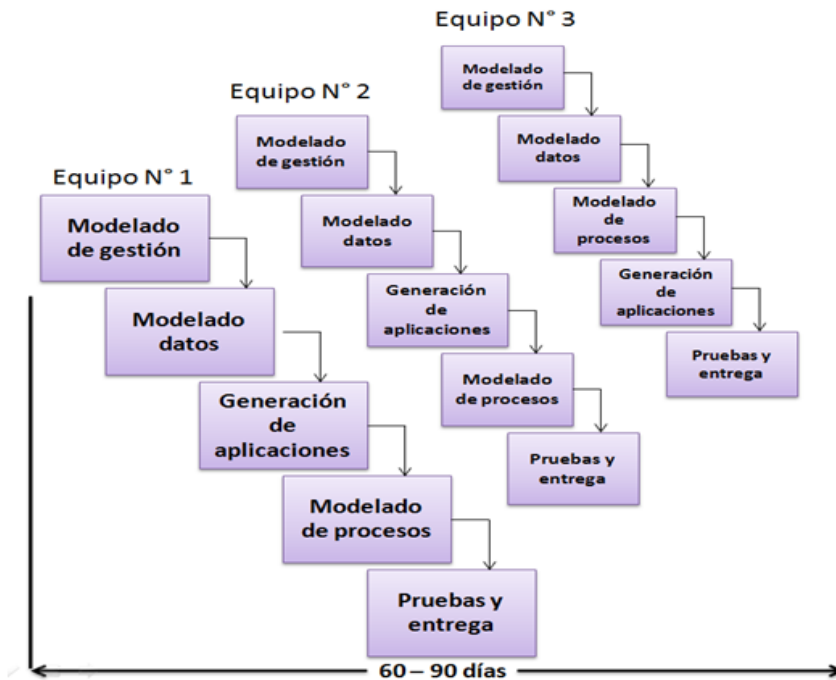 Equipo N° 1
Modelado
de gestión
Modelado
datos
Generación
de
aplicaciones
Modelado
de procesos
Pruebas y
entrega
Equipo N° 2
Modelado
de gestión
Modelado
datos
Generación
de
aplicaciones
Modelado
de procesos
Pruebas y
entrega
Equipo N° 3
Modelado
de gestión
Modelado
datos
Modelado
de
procesos
Generación
de
aplicaciones
Pruebas y
entrega
60 – 90 días